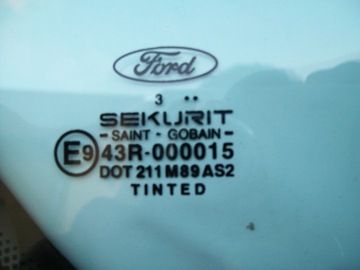 Ford
3 ..
SEKURIT
- SAINT - GOBAIN -
E9 43R-000015
DOT 211 M89 AS2
TINTED